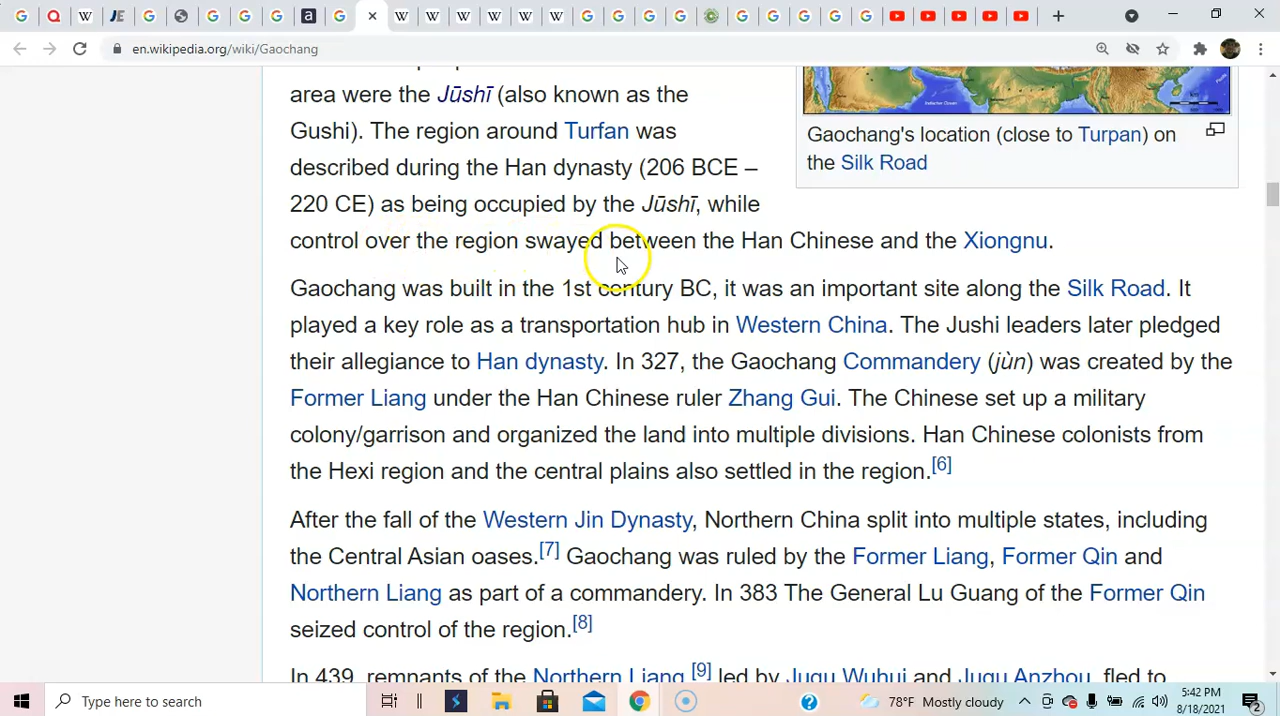 en.wikipedia.org/wiki/Gaochang
area were the Jūshī (also known as the
Gushi). The region around Turfan was
described during the Han dynasty (206 BCE –
220 CE) as being occupied by the Jūshī, while
control over the region swayed between the Han Chinese and the Xiongnu.
Gaochang's location (close to Turpan) on
the Silk Road
Gaochang was built in the 1st century BC, it was an important site along the Silk Road. It
played a key role as a transportation hub in Western China. The Jushi leaders later pledged
their allegiance to Han dynasty. In 327, the Gaochang Commandery (jùn) was created by the
Former Liang under the Han Chinese ruler Zhang Gui. The Chinese set up a military
colony/garrison and organized the land into multiple divisions. Han Chinese colonists from
the Hexi region and the central plains also settled in the region.[6]
After the fall of the Western Jin Dynasty, Northern China split into multiple states, including
the Central Asian oases.[7] Gaochang was ruled by the Former Liang, Former Qin and
Northern Liang as part of a commandery. In 383 The General Lu Guang of the Former Qin
seized control of the region.[8]
In 439, remnants of the Northern Liang [9] led by Juqu Wuhui and Juqu Anzhou, fled to
Type here to search
78°F Mostly cloudy
5:42 PM
8/18/2021
2